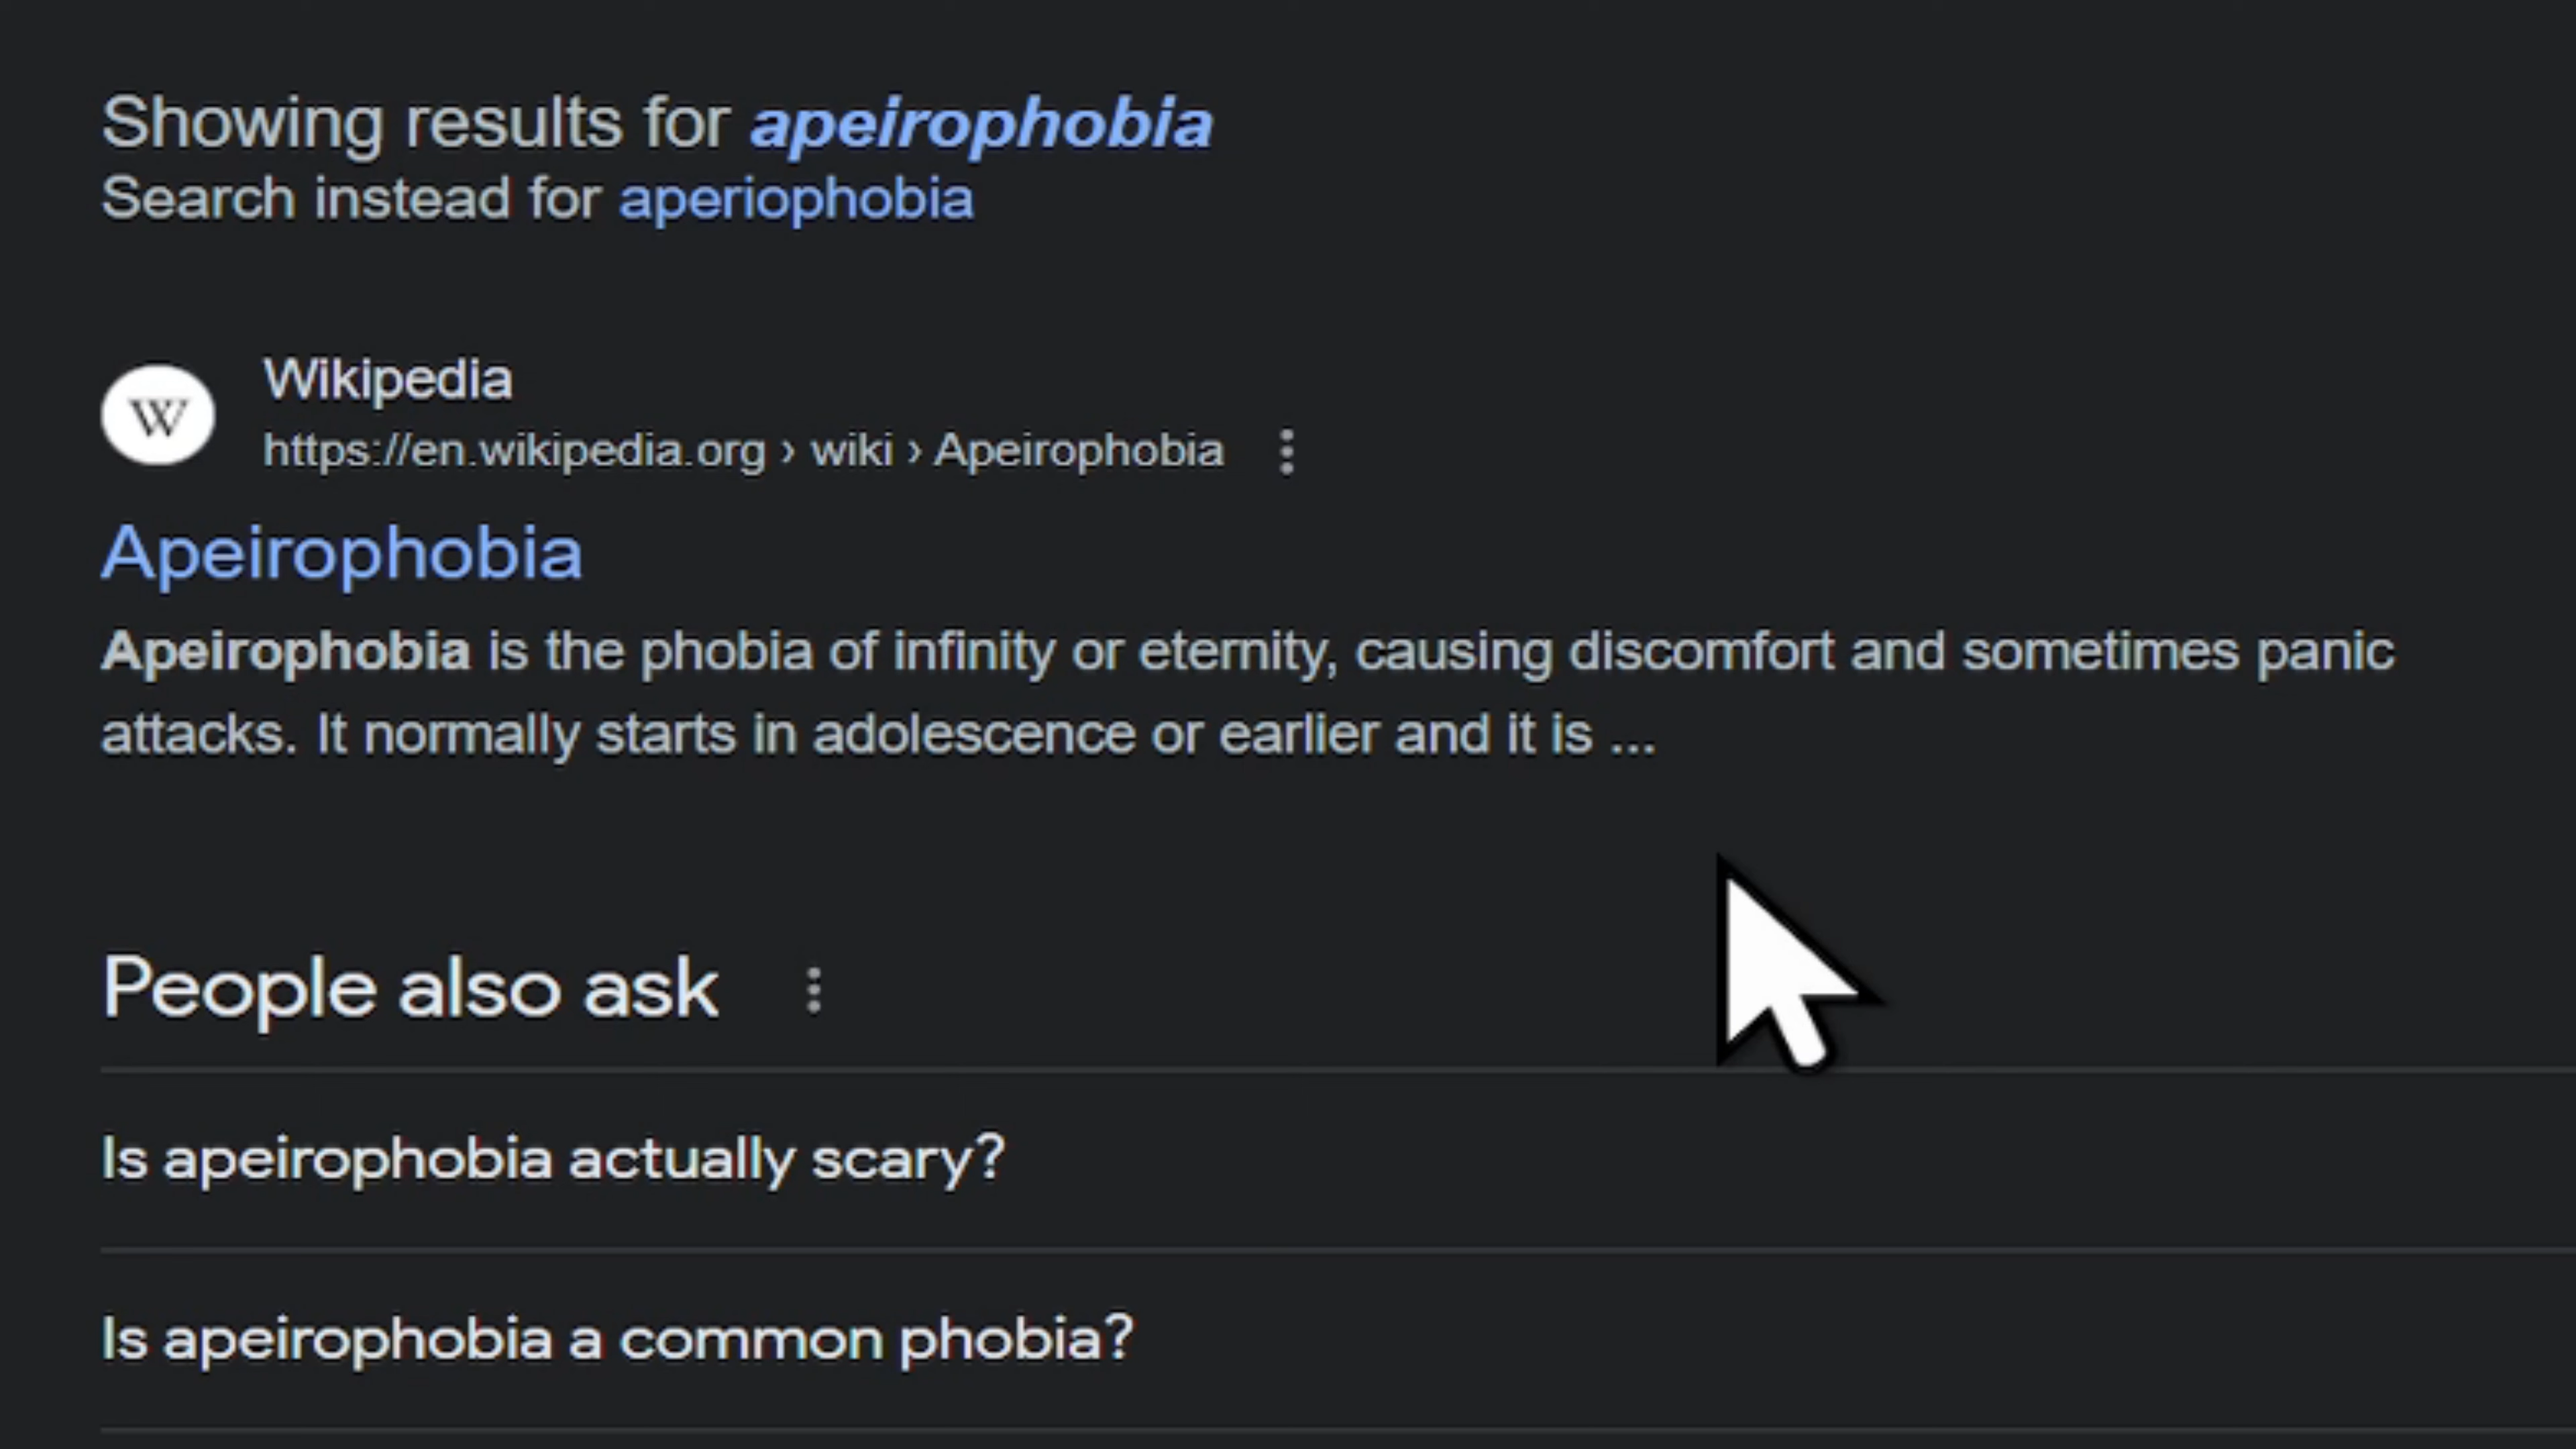 Showing results for apeirophobia
Search instead for aperiophobia
W
Wikipedia
https://en.wikipedia.org › wiki › Apeirophobia
Apeirophobia
Apeirophobia is the phobia of infinity or eternity, causing discomfort and sometimes panic
attacks. It normally starts in adolescence or earlier and it is ...
People also ask
Is apeirophobia actually scary?
Is apeirophobia a common phobia?